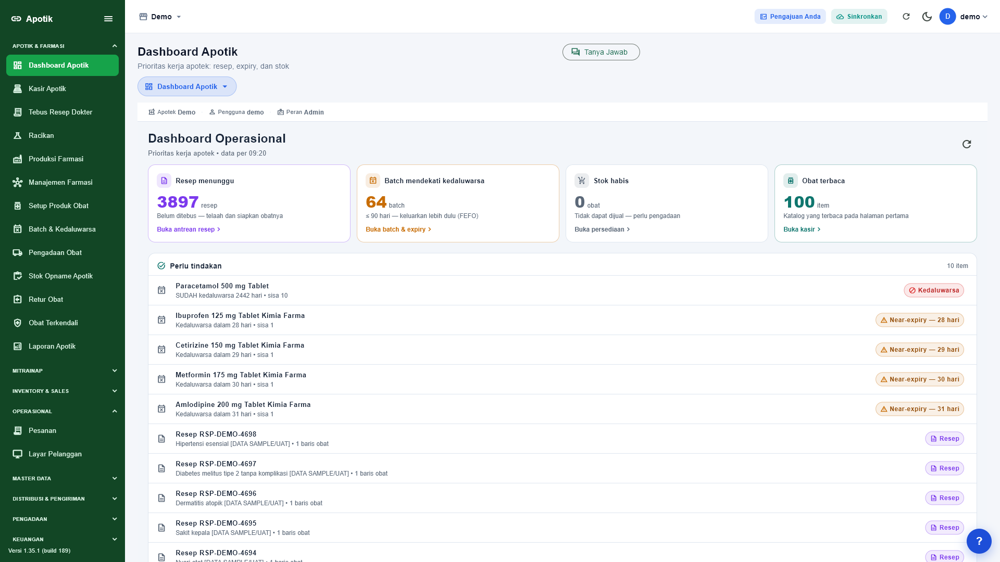 Apotik
APOTIK & FARMASI
Dashboard Apotik
Kasir Apotik
Tebus Resep Dokter
Racikan
Produksi Farmasi
Manajemen Farmasi
Setup Produk Obat
Batch & Kedaluwarsa
Pengadaan Obat
Stok Opname Apotik
Retur Obat
Obat Terkendali
Laporan Apotik
MITRAINAP
INVENTORY & SALES
OPERASIONAL
Pesanan
Layar Pelanggan
MASTER DATA
DISTRIBUSI & PENGIRIMAN
PENGADAAN
KEUANGAN
Versi 1.35.1 (build 189)
Demo
Pengajuan Anda
Sinkronkan
D
demo
Dashboard Apotik
Prioritas kerja apotek: resep, expiry, dan stok
Tanya Jawab
Dashboard Apotik
Apotek Demo · Pengguna demo · Peran Admin
Dashboard Operasional
Prioritas kerja apotek • data per 09:20
Resep menunggu
3897 resep
Belum ditebus — telaah dan siapkan obatnya
Buka antrean resep
Batch mendekati kedaluwarsa
64 batch
≤ 90 hari — keluarkan lebih dulu (FEFO)
Buka batch & expiry
Stok habis
0 obat
Tidak dapat dijual — perlu pengadaan
Buka persediaan
Obat terbaca
100 item
Katalog yang terbaca pada halaman pertama
Buka kasir
Perlu tindakan
10 item
Paracetamol 500 mg Tablet
SUDAH kedaluwarsa 2442 hari • sisa 10
Kedaluwarsa
Ibuprofen 125 mg Tablet Kimia Farma
Kedaluwarsa dalam 28 hari • sisa 1
Near-expiry — 28 hari
Cetirizine 150 mg Tablet Kimia Farma
Kedaluwarsa dalam 29 hari • sisa 1
Near-expiry — 29 hari
Metformin 175 mg Tablet Kimia Farma
Kedaluwarsa dalam 30 hari • sisa 1
Near-expiry — 30 hari
Amlodipine 200 mg Tablet Kimia Farma
Kedaluwarsa dalam 31 hari • sisa 1
Near-expiry — 31 hari
Resep RSP-DEMO-4698
Hipertensi esensial [DATA SAMPLE/UAT] • 1 baris obat
Resep
Resep RSP-DEMO-4697
Diabetes melitus tipe 2 tanpa komplikasi [DATA SAMPLE/UAT] • 1 baris obat
Resep
Resep RSP-DEMO-4696
Dermatitis atopik [DATA SAMPLE/UAT] • 1 baris obat
Resep
Resep RSP-DEMO-4695
Sakit kepala [DATA SAMPLE/UAT] • 1 baris obat
Resep
Resep RSP-DEMO-4694
Nyeri otot [DATA SAMPLE/UAT] • 1 baris obat
Resep
?